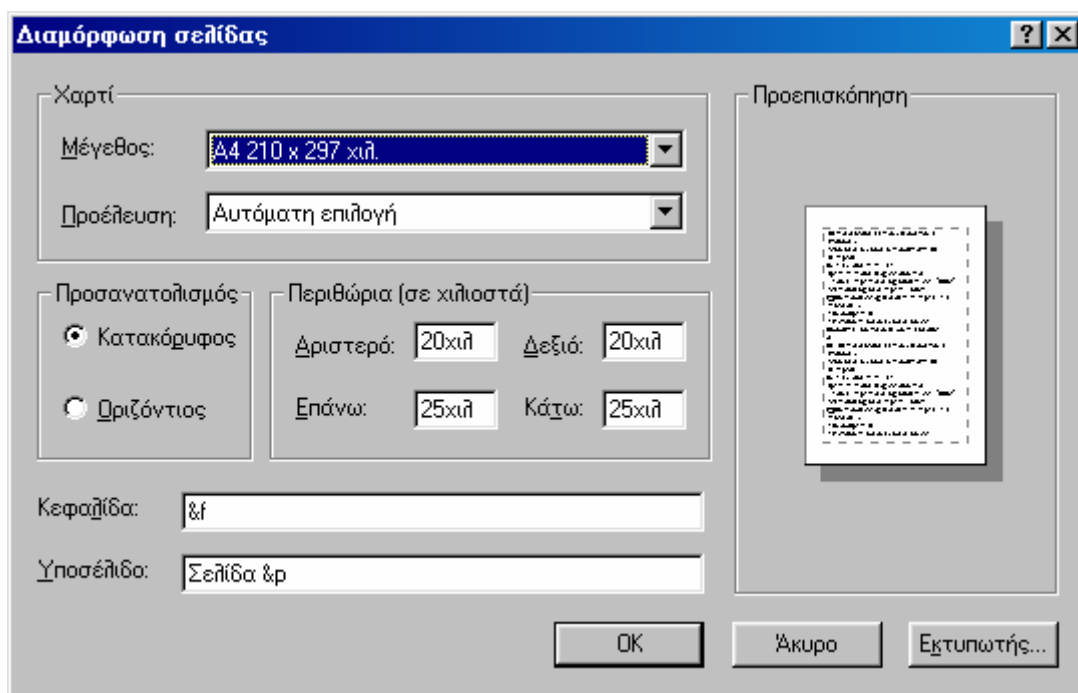 Διαμόρφωση σελίδας
Χαρτί
Μέγεθος: A4 210 x 297 χιλ.
Προέλευση: Αυτόματη επιλογή
Προσανατολισμός
Κατακόρυφος
Οριζόντιος
Περιθώρια (σε χιλιοστά)
Αριστερό: 20χιλ Δεξιό: 20χιλ
Επάνω: 25χιλ Κάτω: 25χιλ
Κεφαλίδα: &f
Υποσέλιδο: Σελίδα &p
Προεπισκόπηση
OK Άκυρο Εκτυπωτής...